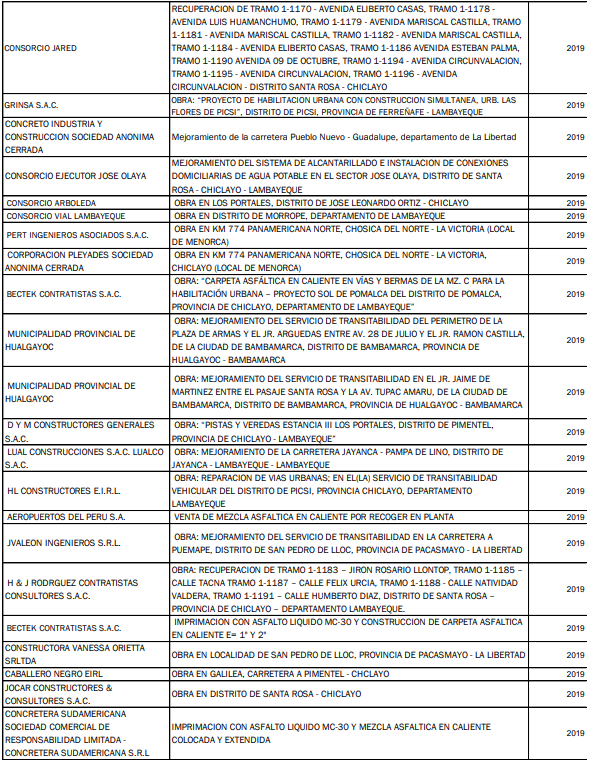 CONSORCIO JARED
RECUPERACION DE TRAMO 1-1170 - AVENIDA ELIBERTO CASAS, TRAMO 1-1178 -
AVENIDA LUIS HUAMANCHUMO, TRAMO 1-1179 - AVENIDA MARISCAL CASTILLA, TRAMO
1-1181 - AVENIDA MARISCAL CASTILLA, TRAMO 1-1182 - AVENIDA MARISCAL CASTILLA,
TRAMO 1-1184 - AVENIDA ELIBERTO CASAS, TRAMO 1-1186 AVENIDA ESTEBAN PALMA,
TRAMO 1-1190 AVENIDA 09 DE OCTUBRE, TRAMO 1-1194 - AVENIDA CIRCUNVALACION,
TRAMO 1-1195 - AVENIDA CIRCUNVALACION, TRAMO 1-1196 - AVENIDA
CIRCUNVALACION - DISTRITO SANTA ROSA - CHICLAYO
2019
GRINSA S.A.C.
OBRA: "PROYECTO DE HABILITACION URBANA CON CONSTRUCCION SIMULTANEA, URB. LAS
FLORES DE PICSI", DISTRITO DE PICSI, PROVINCIA DE FERREÑAFE - LAMBAYEQUE
2019
CONCRETO INDUSTRIA Y
CONSTRUCCION SOCIEDAD ANONIMA
CERRADA
Mejoramiento de la carretera Pueblo Nuevo - Guadalupe, departamento de La Libertad
2019
CONSORCIO EJECUTOR JOSE OLAYA
MEJORAMIENTO DEL SISTEMA DE ALCANTARILLADO E INSTALACION DE CONEXIONES
DOMICILIARIAS DE AGUA POTABLE EN EL SECTOR JOSE OLAYA, DISTRITO DE SANTA
ROSA - CHICLAYO - LAMBAYEQUE
2019
CONSORCIO ARBOLEDA
OBRA EN LOS PORTALES, DISTRITO DE JOSE LEONARDO ORTIZ - CHICLAYO
2019
CONSORCIO VIAL LAMBAYEQUE
OBRA EN DISTRITO DE MORROPE, DEPARTAMENTO DE LAMBAYEQUE
2019
PERT INGENIEROS ASOCIADOS S.A.C.
OBRA EN KM 774 PANAMERICANA NORTE, CHOSICA DEL NORTE - LA VICTORIA (LOCAL
DE MENORCA)
2019
CORPORACION PLEYADES SOCIEDAD
ANONIMA CERRADA
OBRA EN KM 774 PANAMERICANA NORTE, CHOSICA DEL NORTE - LA VICTORIA,
CHICLAYO (LOCAL DE MENORCA)
2019
BECTEK CONTRATISTAS S.A.C.
OBRA: "CARPETA ASFÁLTICA EN CALIENTE EN VÍAS Y BERMAS DE LA MZ. C PARA LA
HABILITACIÓN URBANA – PROYECTO SOL DE POMALCA DEL DISTRITO DE POMALCA,
PROVINCIA DE CHICLAYO, DEPARTAMENTO DE LAMBAYEQUE"
2019
MUNICIPALIDAD PROVINCIAL DE
HUALGAYOC
OBRA: MEJORAMIENTO DEL SERVICIO DE TRANSITABILIDAD DEL PERIMETRO DE LA
PLAZA DE ARMAS Y EL JR. ARGUEDAS ENTRE AV. 28 DE JULIO Y EL JR. RAMON CASTILLA,
DE LA CIUDAD DE BAMBAMARCA, DISTRITO DE BAMBAMARCA, PROVINCIA DE
HUALGAYOC - BAMBAMARCA
2019
MUNICIPALIDAD PROVINCIAL DE
HUALGAYOC
OBRA: MEJORAMIENTO DEL SERVICIO DE TRANSITABILIDAD EN EL JR. JAIME DE
MARTINEZ ENTRE EL PASAJE SANTA ROSA Y LA AV. TUPAC AMARU, DE LA CIUDAD DE
BAMBAMARCA, DISTRITO DE BAMBAMARCA, PROVINCIA DE HUALGAYOC - BAMBAMARCA
2019
D Y M CONSTRUCTORES GENERALES
S.A.C.
OBRA: "PISTAS Y VEREDAS ESTANCIA III LOS PORTALES, DISTRITO DE PIMENTEL,
PROVINCIA DE CHICLAYO - LAMBAYEQUE"
2019
LUAL CONSTRUCCIONES S.A.C. LUALCO
S.A.C.
OBRA: MEJORAMIENTO DE LA CARRETERA JAYANCA - PAMPA DE LINO, DISTRITO DE
JAYANCA - LAMBAYEQUE - LAMBAYEQUE
2019
HL CONSTRUCTORES E.I.R.L.
OBRA: REPARACION DE VIAS URBANAS; EN EL(LA) SERVICIO DE TRANSITABILIDAD
VEHICULAR DEL DISTRITO DE PICSI, PROVINCIA CHICLAYO, DEPARTAMENTO
LAMBAYEQUE
2019
AEROPUERTOS DEL PERU S.A.
VENTA DE MEZCLA ASFALTICA EN CALIENTE POR RECOGER EN PLANTA
2019
JVALEON INGENIEROS S.R.L.
OBRA: MEJORAMIENTO DEL SERVICIO DE TRANSITABILIDAD EN LA CARRETERA A
PUEMAPE, DISTRITO DE SAN PEDRO DE LLOC, PROVINCIA DE PACASMAYO - LA LIBERTAD
2019
H & J RODRGUEZ CONTRATISTAS
CONSULTORES S.A.C.
OBRA: RECUPERACION DE TRAMO 1-1183 – JIRON ROSARIO LLONTOP, TRAMO 1-1185 –
CALLE TACNA TRAMO 1-1187 – CALLE FELIX URCIA, TRAMO 1-1188 - CALLE NATIVIDAD
VALDERA, TRAMO 1-1191 – CALLE HUMBERTO DIAZ, DISTRITO DE SANTA ROSA –
PROVINCIA DE CHICLAYO – DEPARTAMENTO LAMBAYEQUE.
2019
BECTEK CONTRATISTAS S.A.C.
IMPRIMACION CON ASFALTO LIQUIDO MC-30 Y CONSTRUCCION DE CARPETA ASFALTICA
EN CALIENTE E= 1" Y 2"
2019
CONSTRUCTORA VANESSA ORIETTA
SRLTDA
OBRA EN LOCALIDAD DE SAN PEDRO DE LLOC, PROVINCIA DE PACASMAYO - LA LIBERTAD
2019
CABALLERO NEGRO EIRL
OBRA EN GALILEA, CARRETERA A PIMENTEL - CHCLAYO
2019
JOCAR CONSTRUCTORES &
CONSULTORES S.A.C.
OBRA EN DISTRITO DE SANTA ROSA - CHICLAYO
2019
CONCRETERA SUDAMERICANA
SOCIEDAD COMERCIAL DE
RESPONSABILIDAD LIMITADA -
CONCRETERA SUDAMERICANA S.R.L
IMPRIMACION CON ASFALTO LIQUIDO MC-30 Y MEZCLA ASFALTICA EN CALIENTE
COLOCADA Y EXTENDIDA
2019